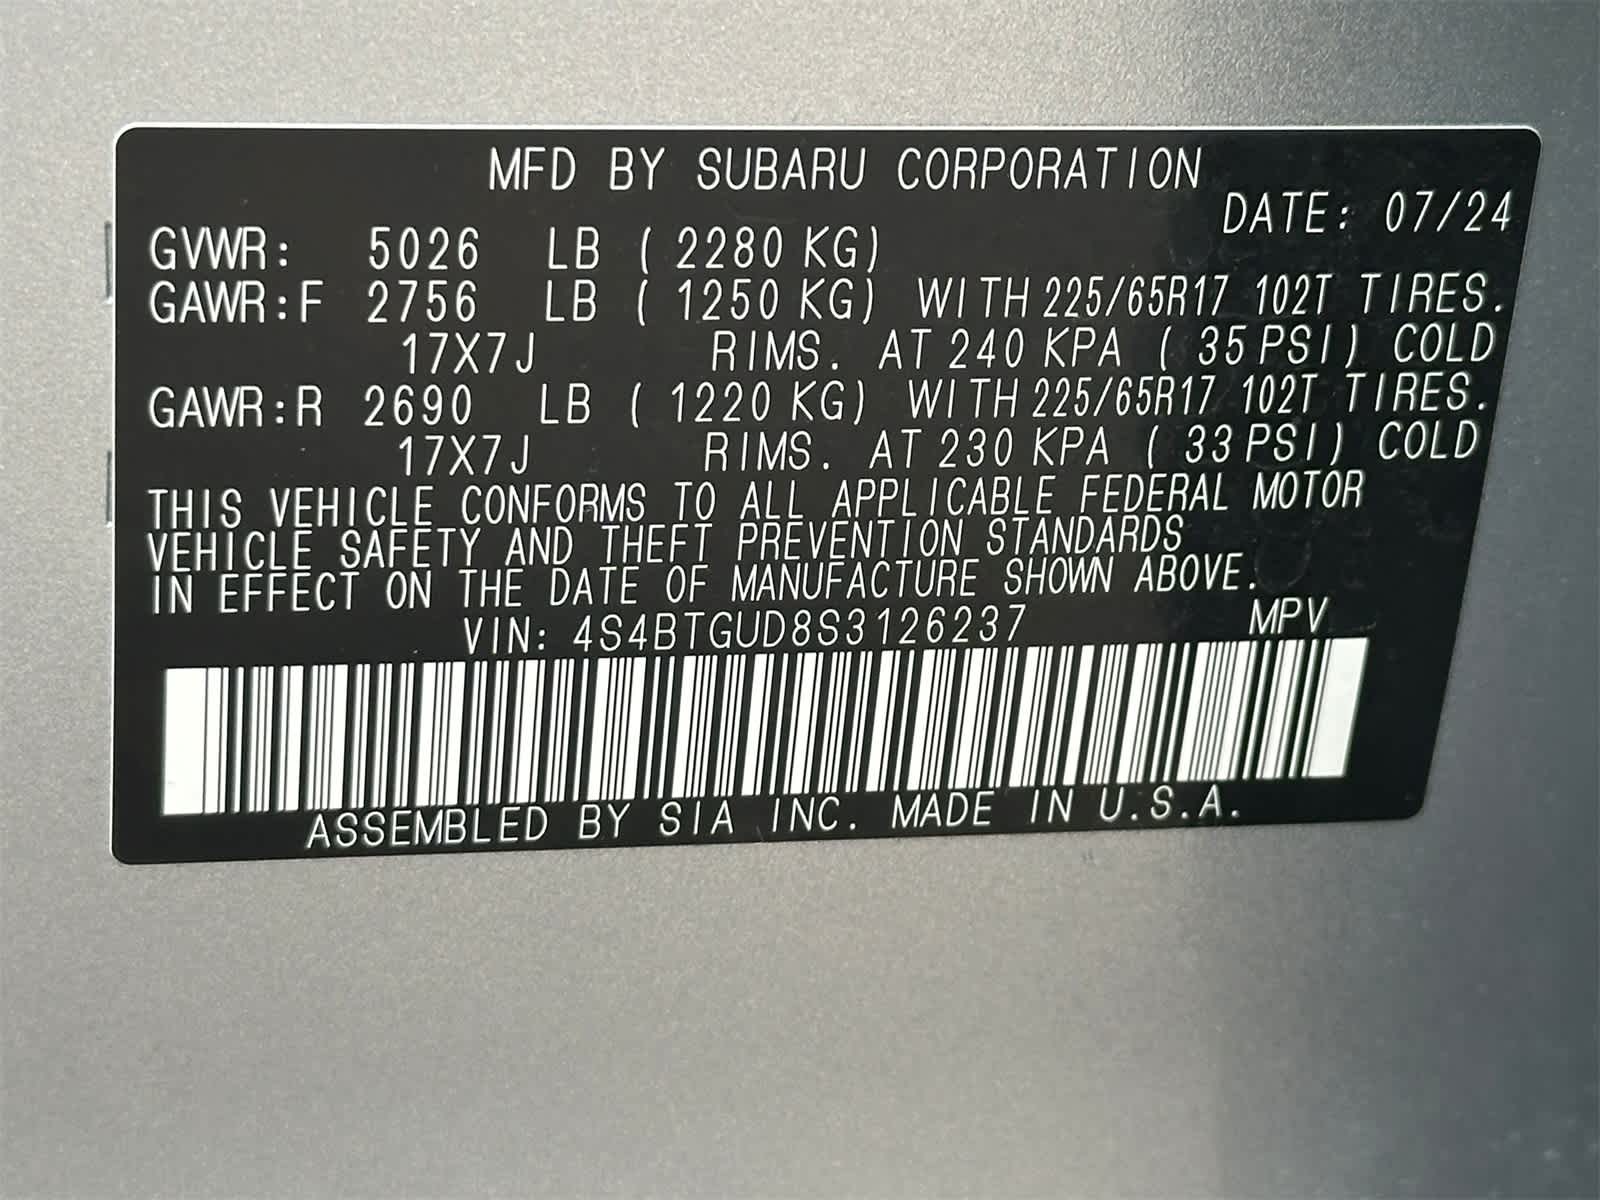 MFD BY SUBARU CORPORATION
DATE: 07/24
GVWR: 5026 LB ( 2280 KG)
GAWR:F 2756 LB ( 1250 KG) WITH 225/65R17 102T TIRES.
17X7J RIMS. AT 240 KPA ( 35 PSI) COLD
GAWR:R 2690 LB ( 1220 KG) WITH 225/65R17 102T TIRES.
17X7J RIMS. AT 230 KPA ( 33 PSI) COLD
THIS VEHICLE CONFORMS TO ALL APPLICABLE FEDERAL MOTOR
VEHICLE SAFETY AND THEFT PREVENTION STANDARDS
IN EFFECT ON THE DATE OF MANUFACTURE SHOWN ABOVE.
VIN: 4S4BTGUD8S3126237 MPV
ASSEMBLED BY SIA INC. MADE IN U.S.A.